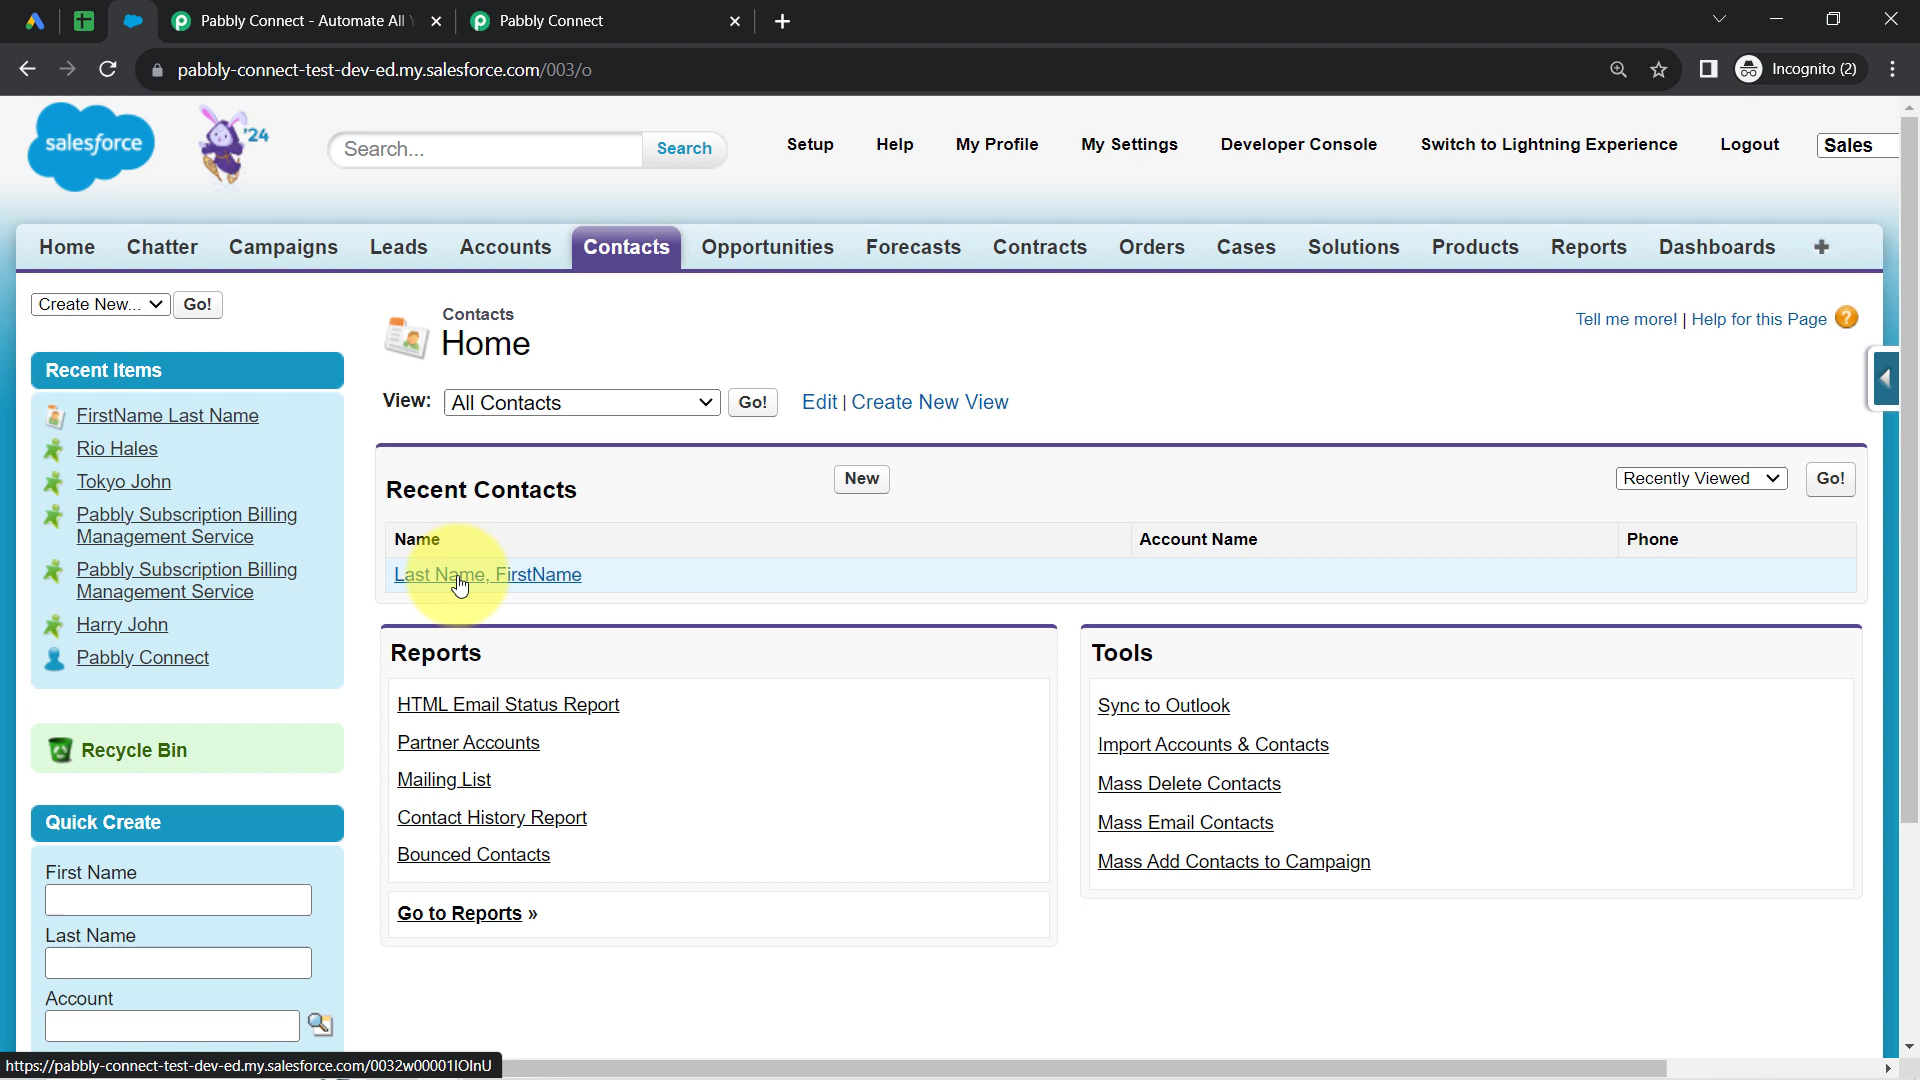 Pabbly Connect - Automate All
Pabbly Connect
pabbly-connect-test-dev-ed.my.salesforce.com/003/o
Incognito (2)
salesforce
'24
Search...
Search
Setup
Help
My Profile
My Settings
Developer Console
Switch to Lightning Experience
Logout
Sales
Home
Chatter
Campaigns
Leads
Accounts
Contacts
Opportunities
Forecasts
Contracts
Orders
Cases
Solutions
Products
Reports
Dashboards
+
Create New...
Go!
Recent Items
FirstName Last Name
Rio Hales
Tokyo John
Pabbly Subscription Billing
Management Service
Pabbly Subscription Billing
Management Service
Harry John
Pabbly Connect
Recycle Bin
Quick Create
First Name
Last Name
Account
Contacts
Home
Tell me more! | Help for this Page ?
View:
All Contacts
Go!
Edit | Create New View
Recent Contacts
New
Recently Viewed
Go!
Name
Account Name
Phone
Last Name, FirstName
Reports
HTML Email Status Report
Partner Accounts
Mailing List
Contact History Report
Bounced Contacts
Go to Reports »
Tools
Sync to Outlook
Import Accounts & Contacts
Mass Delete Contacts
Mass Email Contacts
Mass Add Contacts to Campaign
https://pabbly-connect-test-dev-ed.my.salesforce.com/0032w00001IOlnU